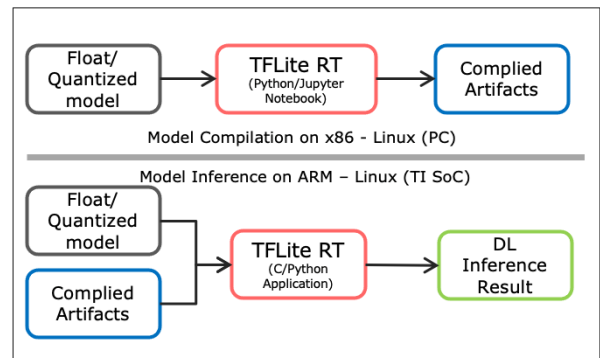 Float/
Quantized
model
TFLite RT
(Python/Jupyter
Notebook)
Complied
Artifacts
Model Compilation on x86 - Linux (PC)
Model Inference on ARM – Linux (TI SoC)
Float/
Quantized
model
Complied
Artifacts
TFLite RT
(C/Python
Application)
DL
Inference
Result